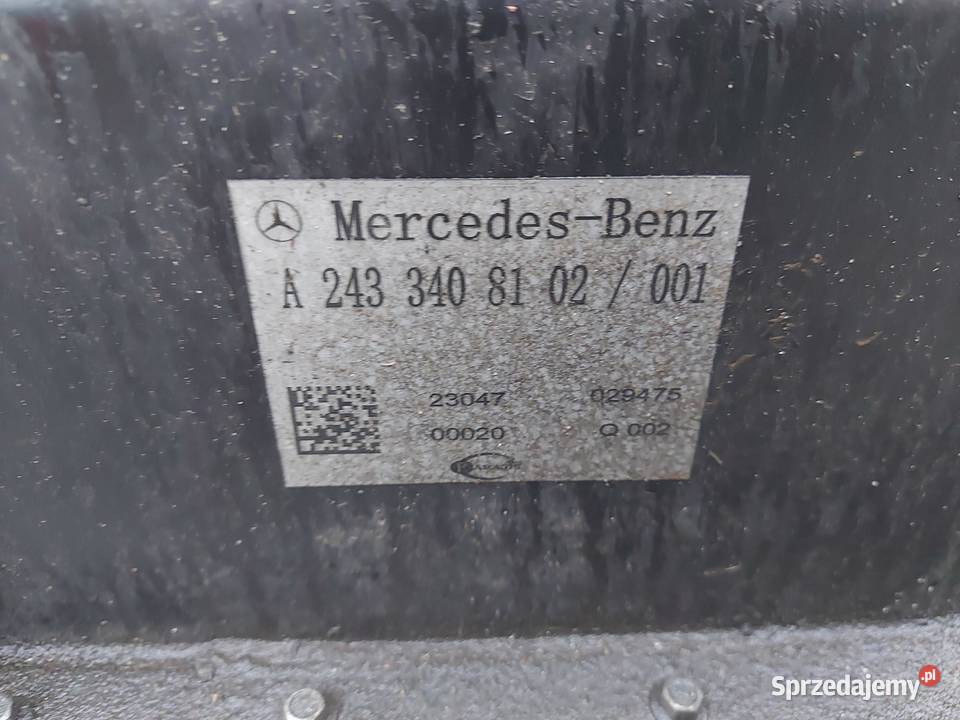 Mercedes-Benz
A 243 340 81 02 / 001
23047 029475
00020 Q 002
Sprzedajemy.pl